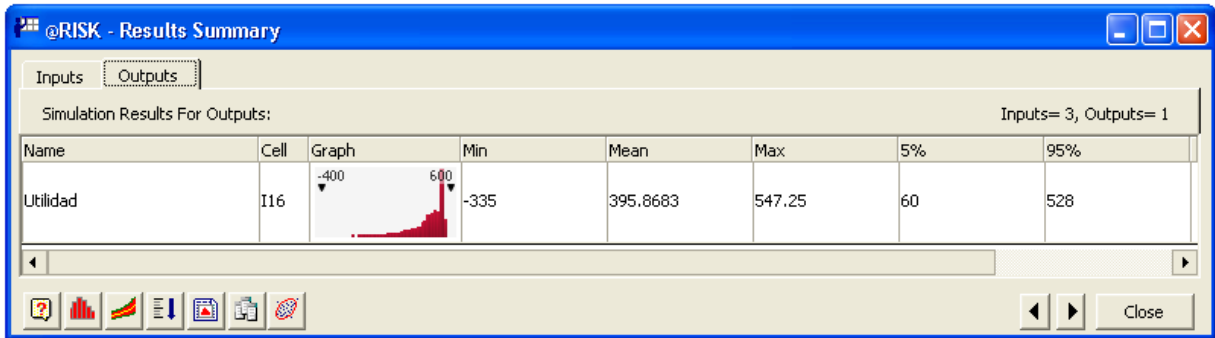 @RISK - Results Summary
Inputs Outputs
Simulation Results For Outputs: Inputs= 3, Outputs= 1
Name Cell Graph Min Mean Max 5% 95%
-400 600
Utilidad I16 -335 395.8683 547.25 60 528
Close